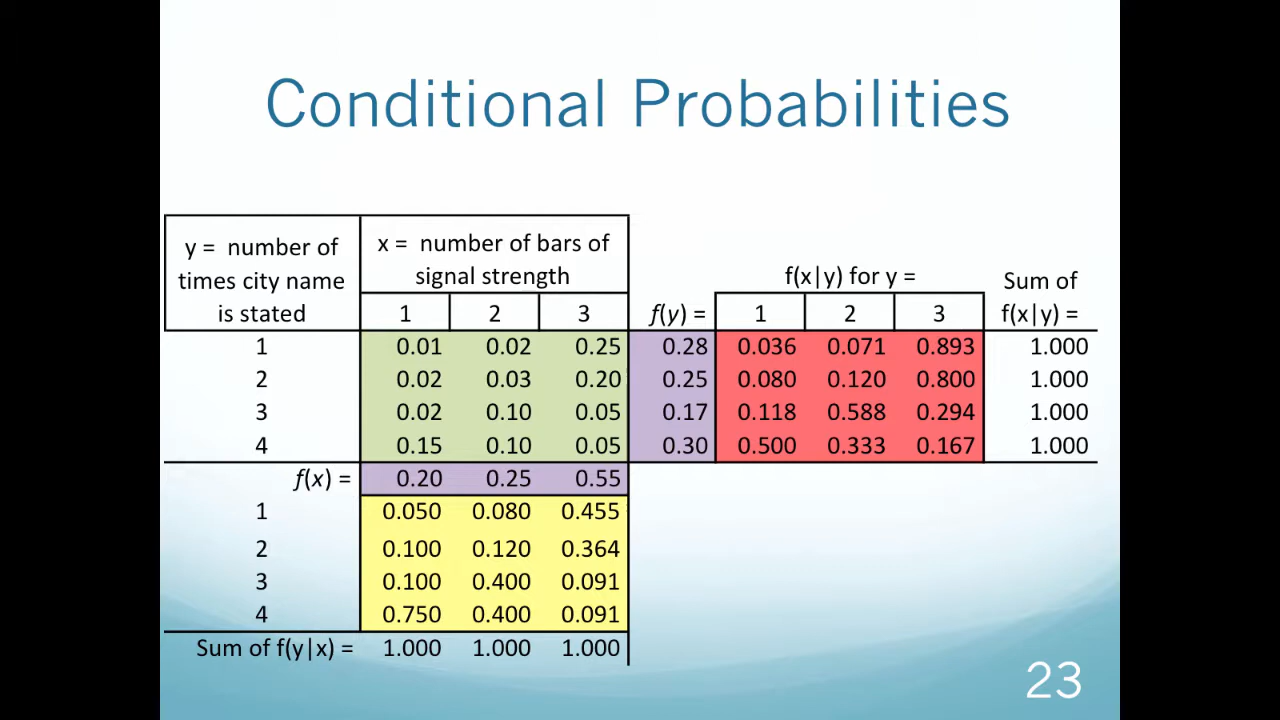 Conditional Probabilities
y = number of times city name is stated
x = number of bars of signal strength
f(x|y) for y =
Sum of f(x|y) =
1 2 3 f(y) = 1 2 3
1 0.01 0.02 0.25 0.28 0.036 0.071 0.893 1.000
2 0.02 0.03 0.20 0.25 0.080 0.120 0.800 1.000
3 0.02 0.10 0.05 0.17 0.118 0.588 0.294 1.000
4 0.15 0.10 0.05 0.30 0.500 0.333 0.167 1.000
f(x) = 0.20 0.25 0.55
1 0.050 0.080 0.455
2 0.100 0.120 0.364
3 0.100 0.400 0.091
4 0.750 0.400 0.091
Sum of f(y|x) = 1.000 1.000 1.000
23